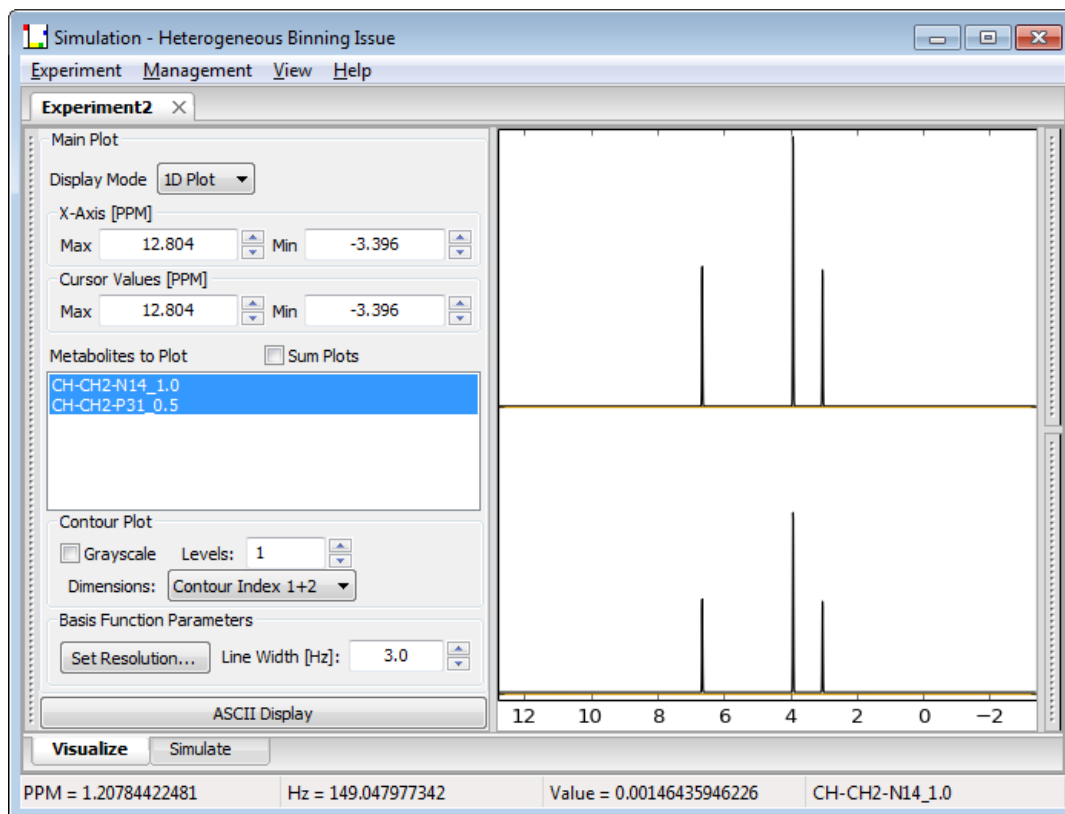 Simulation - Heterogeneous Binning Issue
Experiment Management View Help
Experiment2
Main Plot
Display Mode 1D Plot
X-Axis [PPM]
Max 12.804 Min -3.396
Cursor Values [PPM]
Max 12.804 Min -3.396
Metabolites to Plot Sum Plots
CH-CH2-N14_1.0
CH-CH2-P31_0.5
Contour Plot
Grayscale Levels: 1
Dimensions: Contour Index 1+2
Basis Function Parameters
Set Resolution... Line Width [Hz]: 3.0
ASCII Display
12 10 8 6 4 2 0 −2
Visualize Simulate
PPM = 1.20784422481 Hz = 149.047977342 Value = 0.00146435946226 CH-CH2-N14_1.0